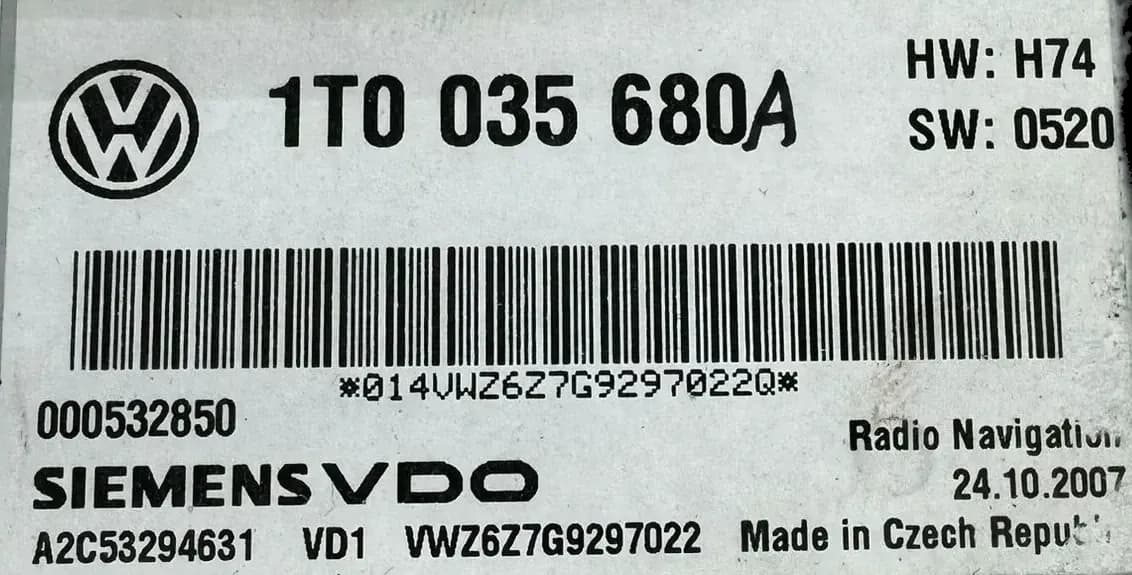 1T0 035 680A
HW: H74
SW: 0520
*014VWZ6Z7G9297022Q*
000532850
SIEMENS VDO
Radio Navigation
24.10.2007
A2C53294631 VD1 VWZ6Z7G9297022 Made in Czech Republic